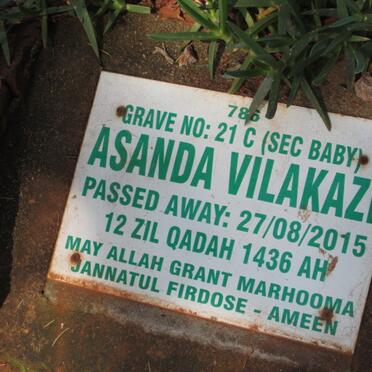 786
GRAVE NO: 21 C (SEC BABY)
ASANDA VILAKAZI
PASSED AWAY: 27/08/2015
12 ZIL QADAH 1436 AH
MAY ALLAH GRANT MARHOOMA
JANNATUL FIRDOSE - AMEEN